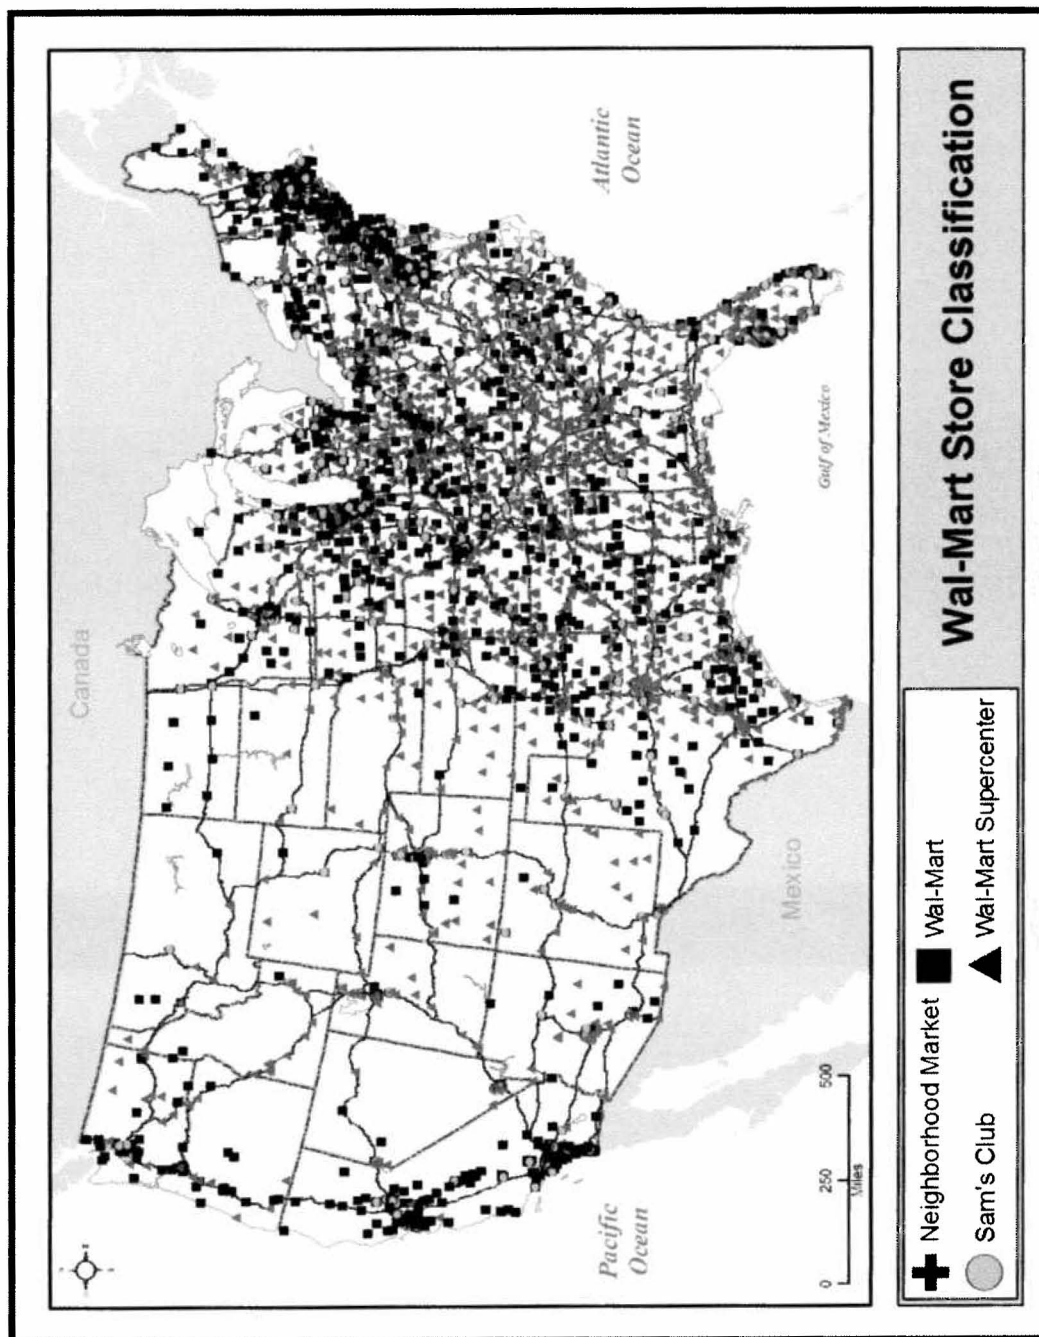 Canada
Atlantic
Ocean
Pacific
Ocean
Gulf of Mexico
Mexico
0 250 500
Miles
Neighborhood Market
Wal-Mart
Sam's Club
Wal-Mart Supercenter
Wal-Mart Store Classification